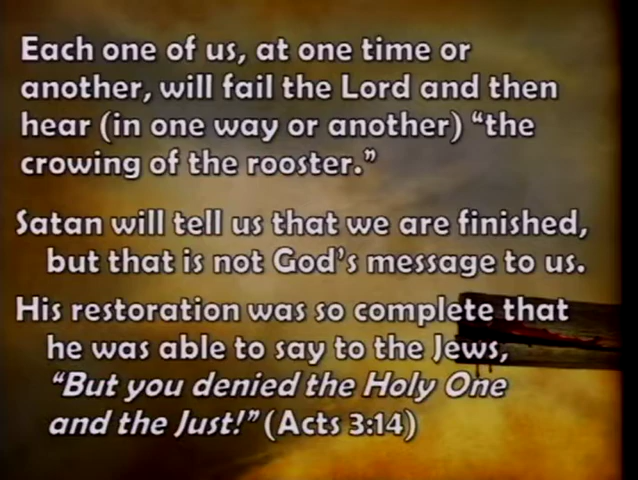 Each one of us, at one time or
another, will fail the Lord and then
hear (in one way or another) “the
crowing of the rooster.”
Satan will tell us that we are finished,
but that is not God’s message to us.
His restoration was so complete that
he was able to say to the Jews,
“But you denied the Holy One
and the Just!” (Acts 3:14)